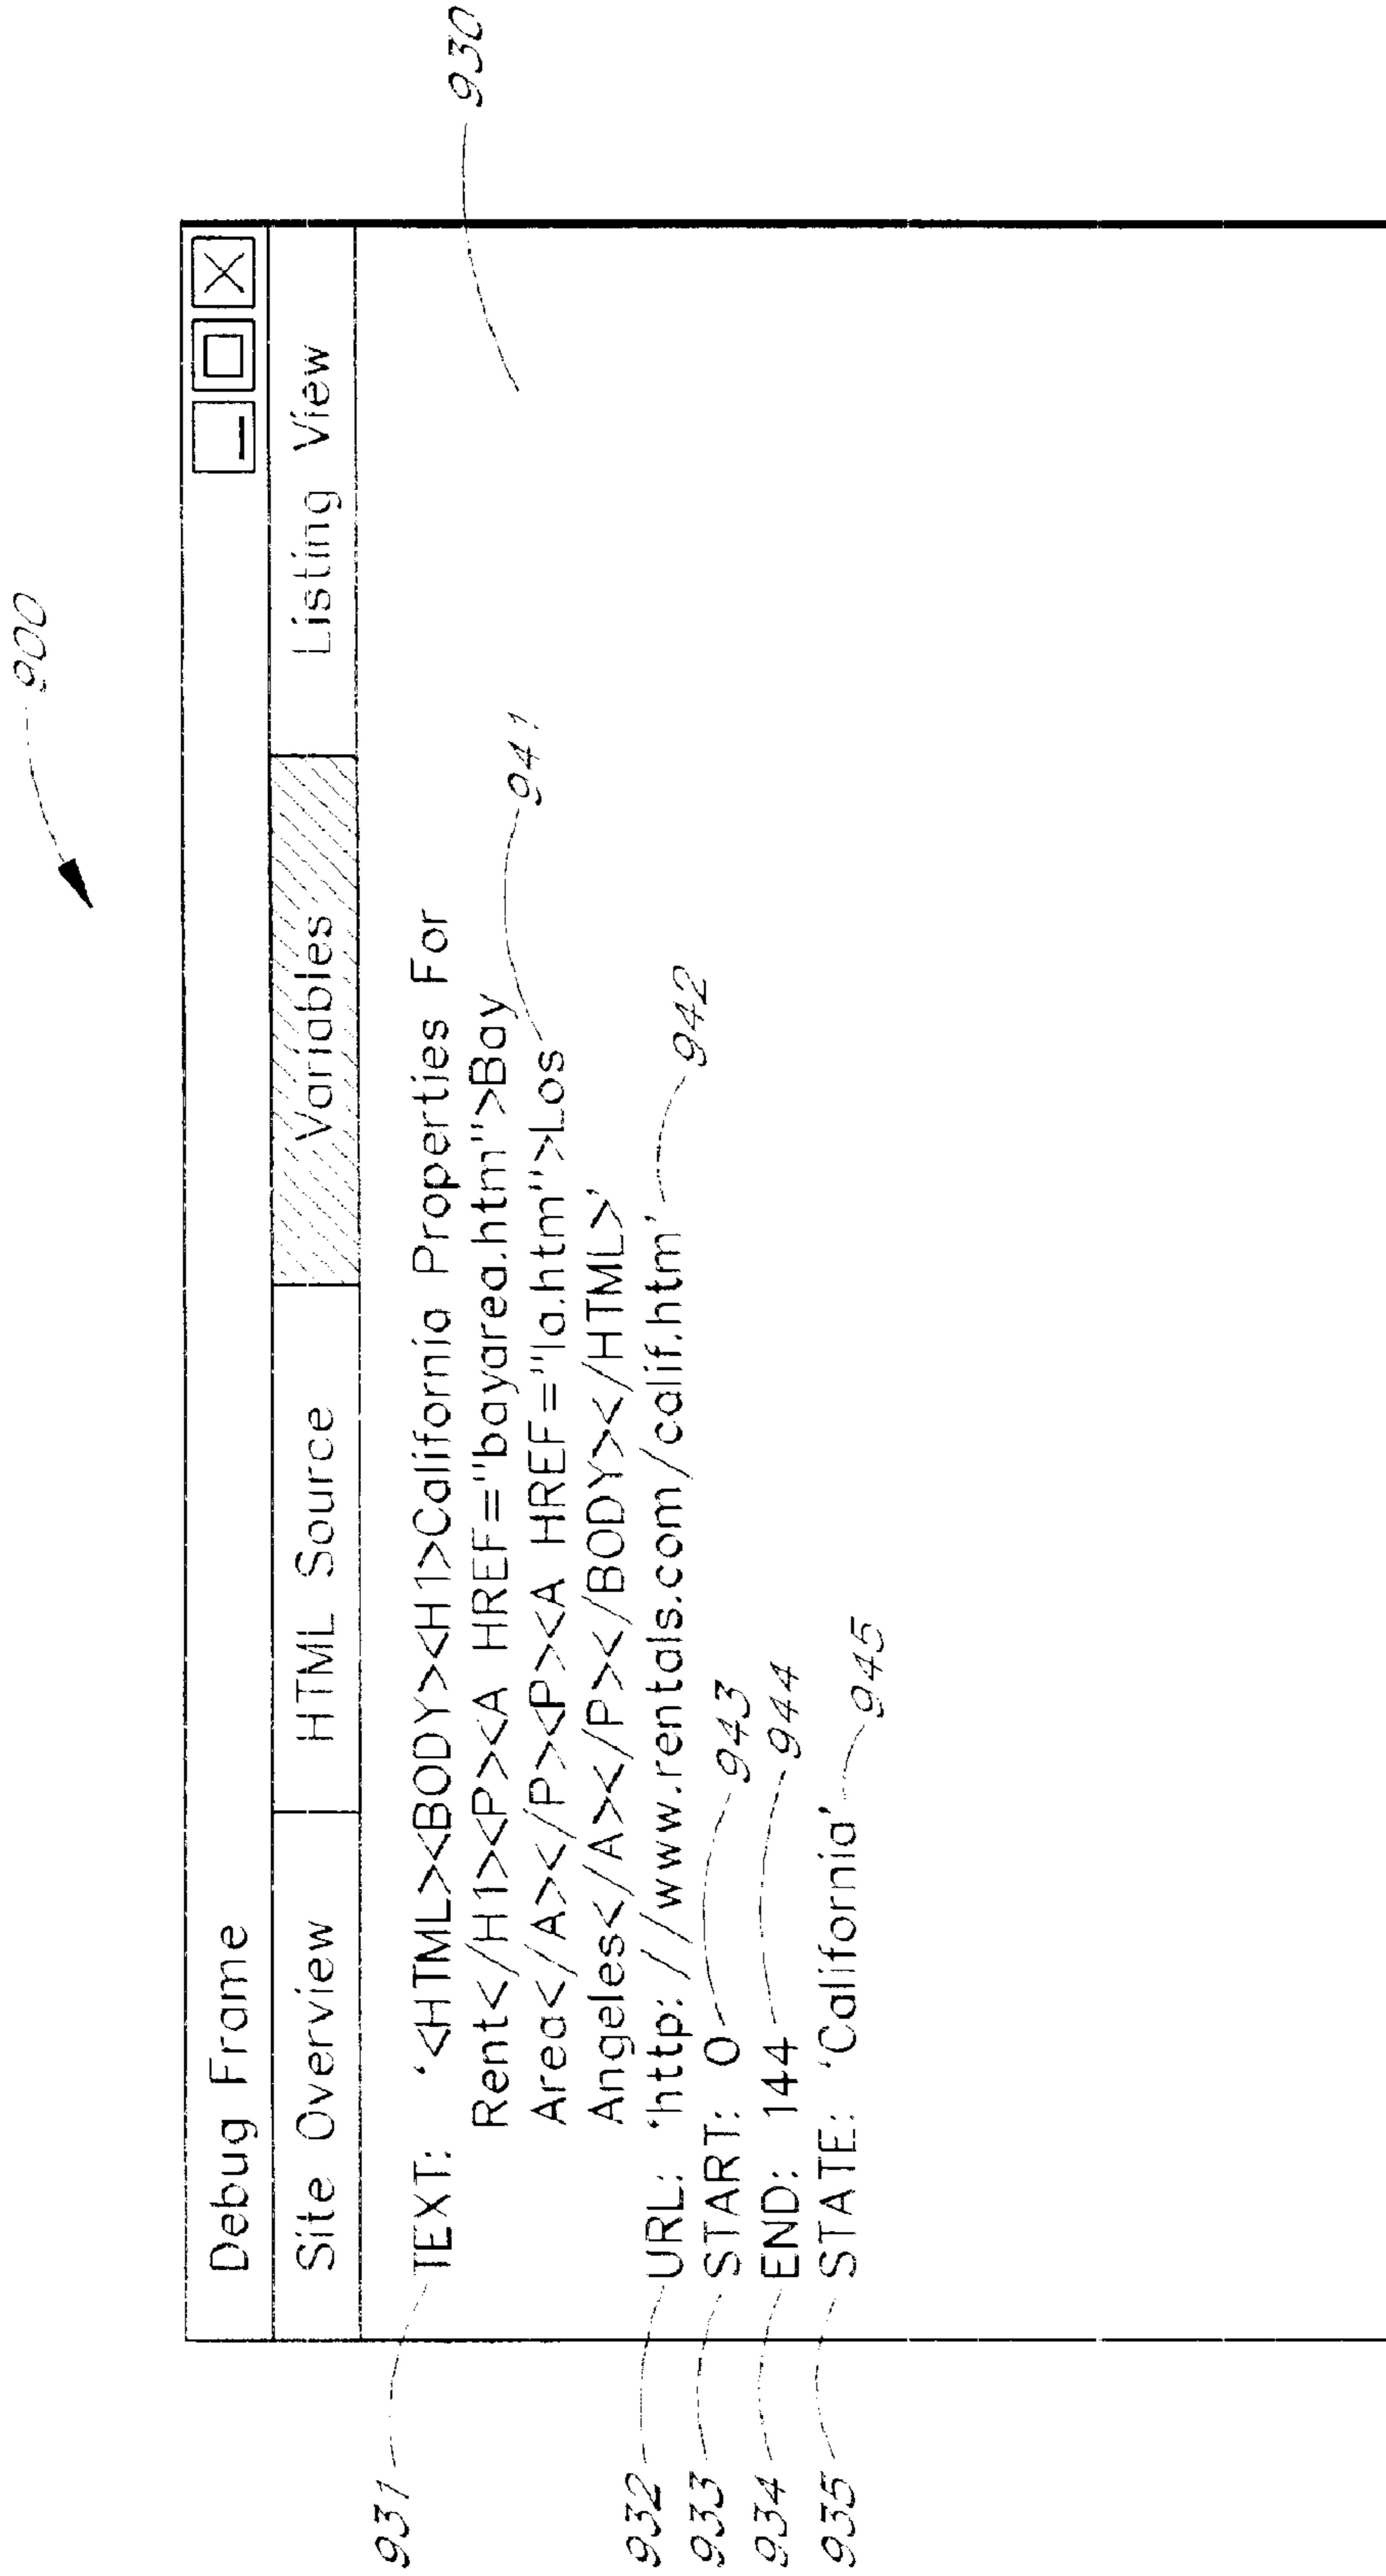 900
Debug Frame
Site Overview HTML Source Variables Listing View
930
931 TEXT: '<HTML><BODY><H1>California Properties For
Rent</H1><P><A HREF="bayarea.htm">Bay
Area</A></P><P><A HREF="la.htm">Los 941
Angeles</A></P></BODY></HTML>'
932 URL: 'http: //www.rentals.com/calif.htm' 942
933 START: 0 943
934 END: 144 944
935 STATE: 'California' 945